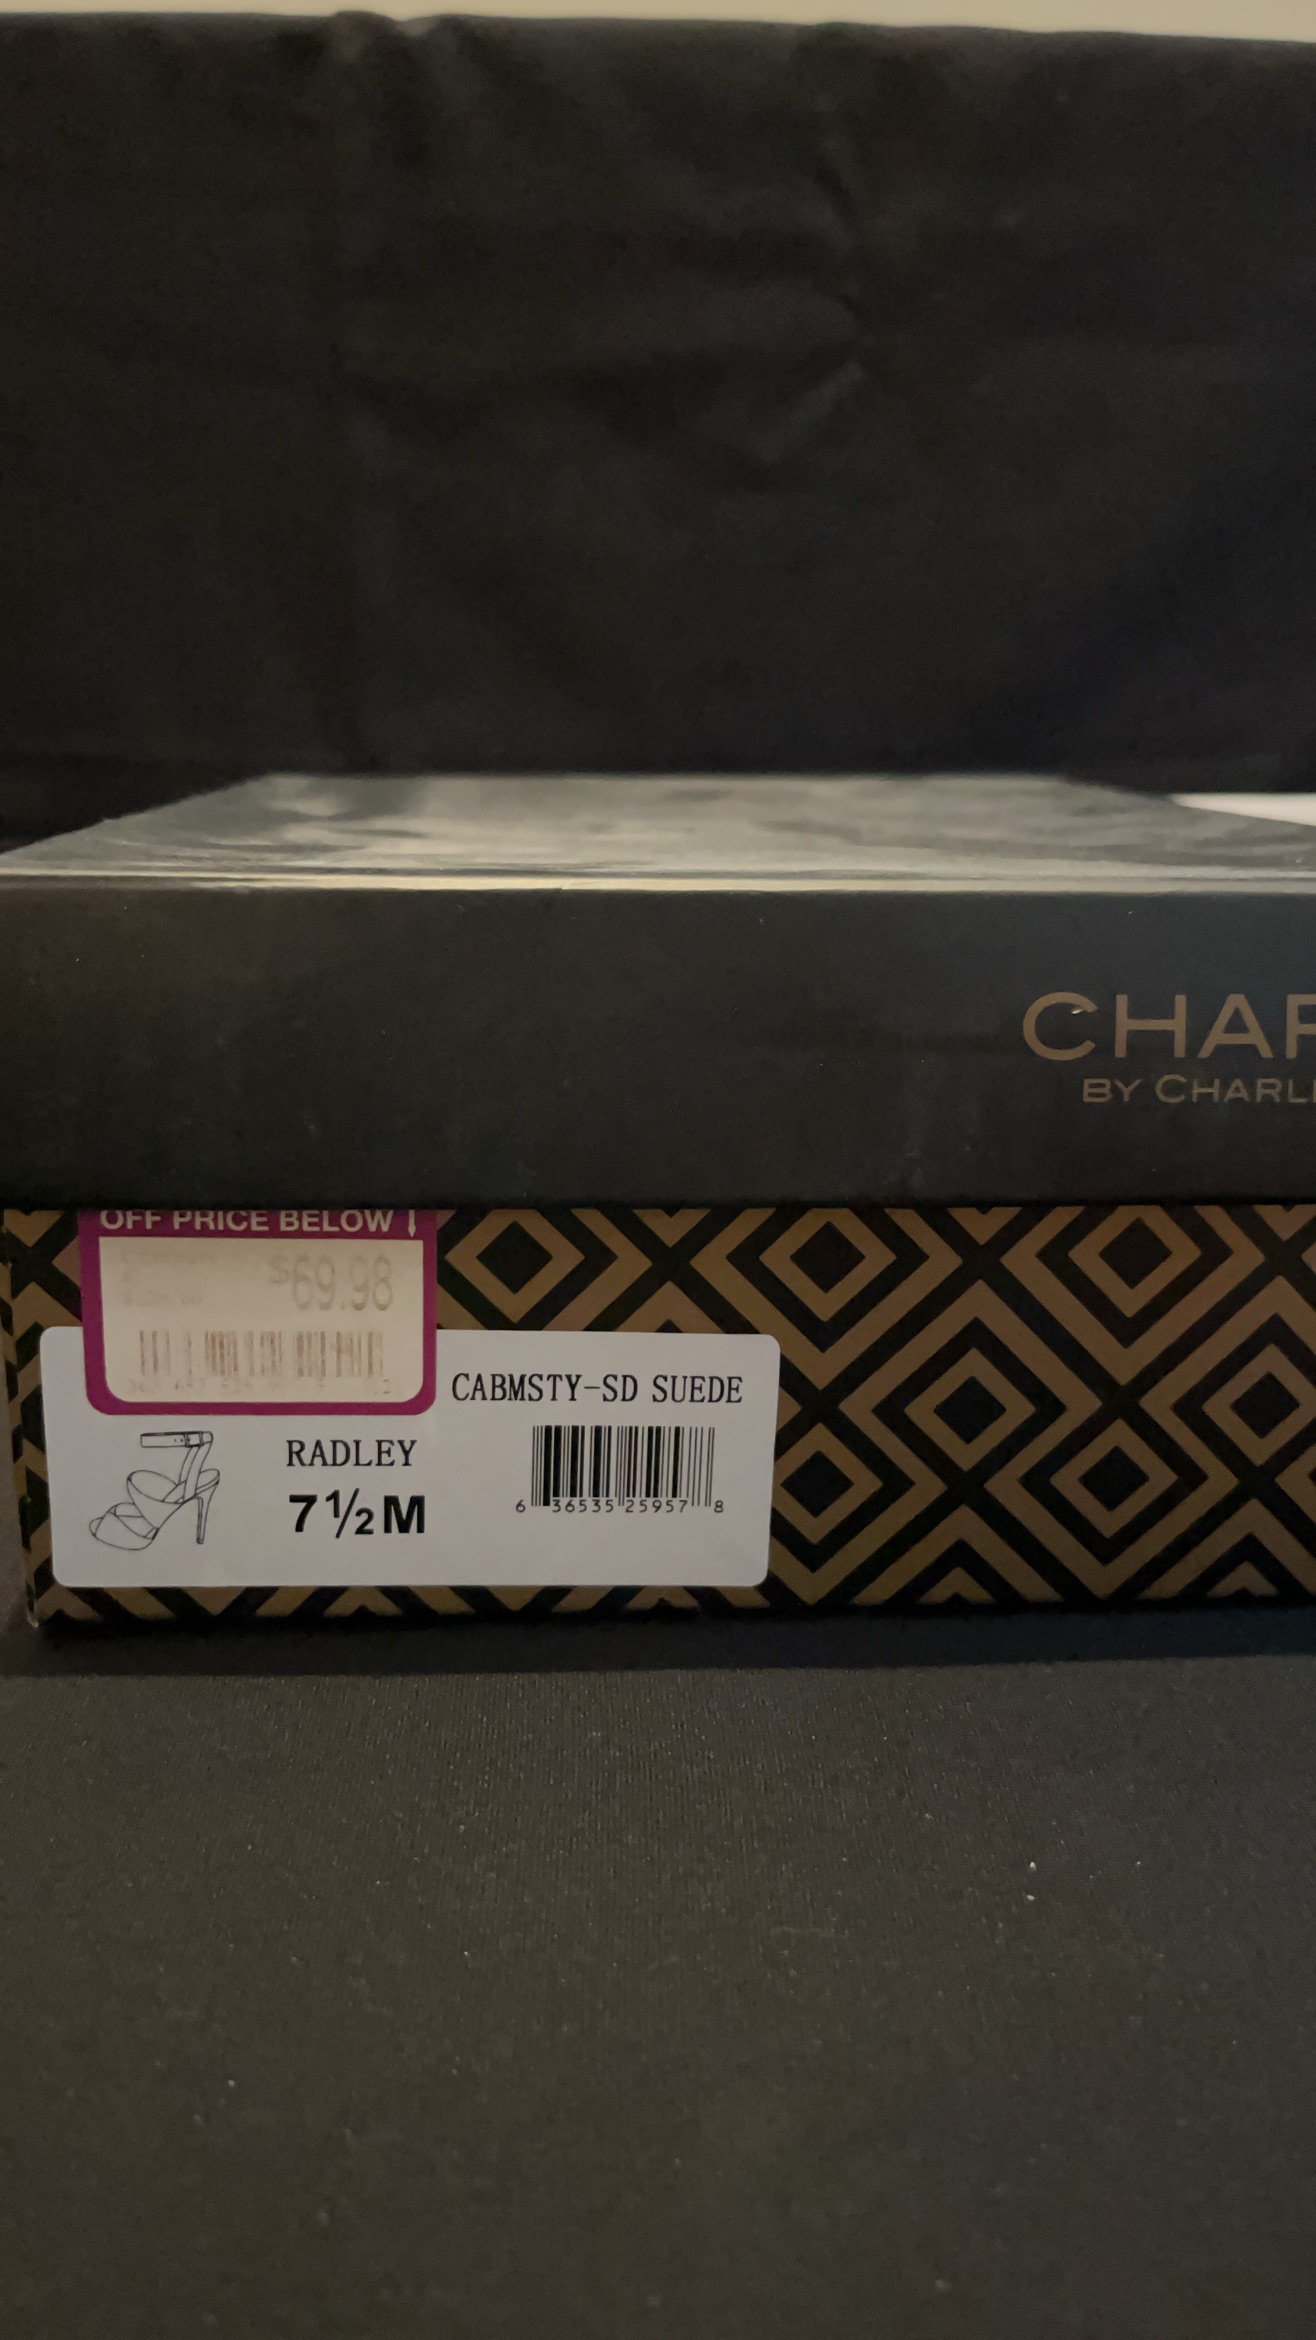 CHAR
BY CHARL
OFF PRICE BELOW
$69.98
CABMSTY-SD SUEDE
RADLEY
7½M
6 36535 25957 8